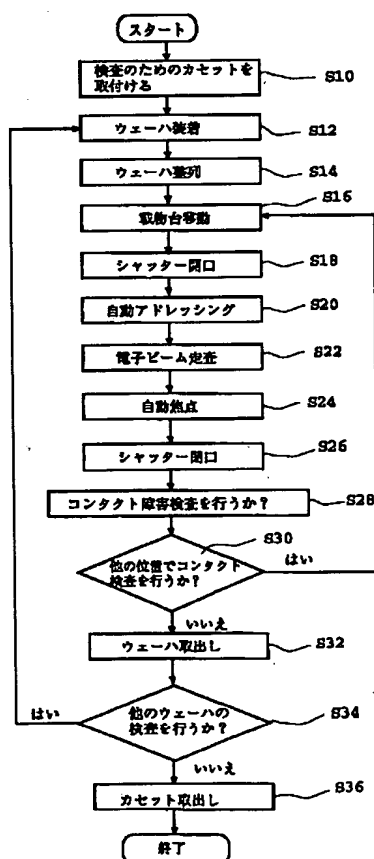 スタート
検査のためのカセットを
取付ける
S10
ウェーハ装着
S12
ウェーハ整列
S14
取物台移動
S16
シャッター閉口
S18
自動アドレッシング
S20
電子ビーム定査
S22
自動焦点
S24
シャッター閉口
S26
コンタクト障害検査を行うか?
S28
他の位置でコンタクト
検査を行うか?
S30
はい
いいえ
ウェーハ取出し
S32
はい
他のウェーハの
検査を行うか?
S34
いいえ
カセット取出し
S36
終了